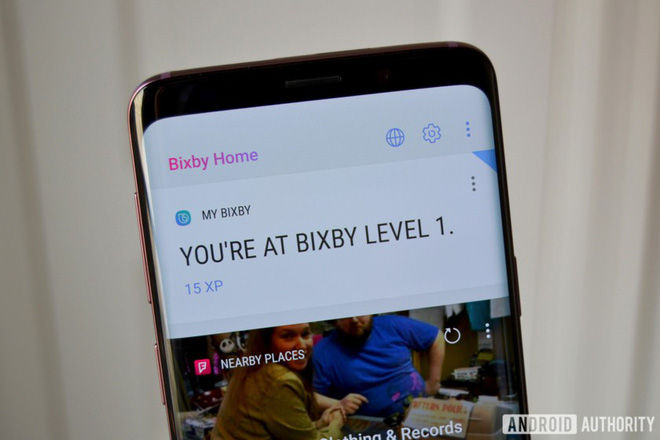 Bixby Home
MY BIXBY
YOU'RE AT BIXBY LEVEL 1.
15 XP
NEARBY PLACES
Clothing & Records
ANDROID AUTHORITY